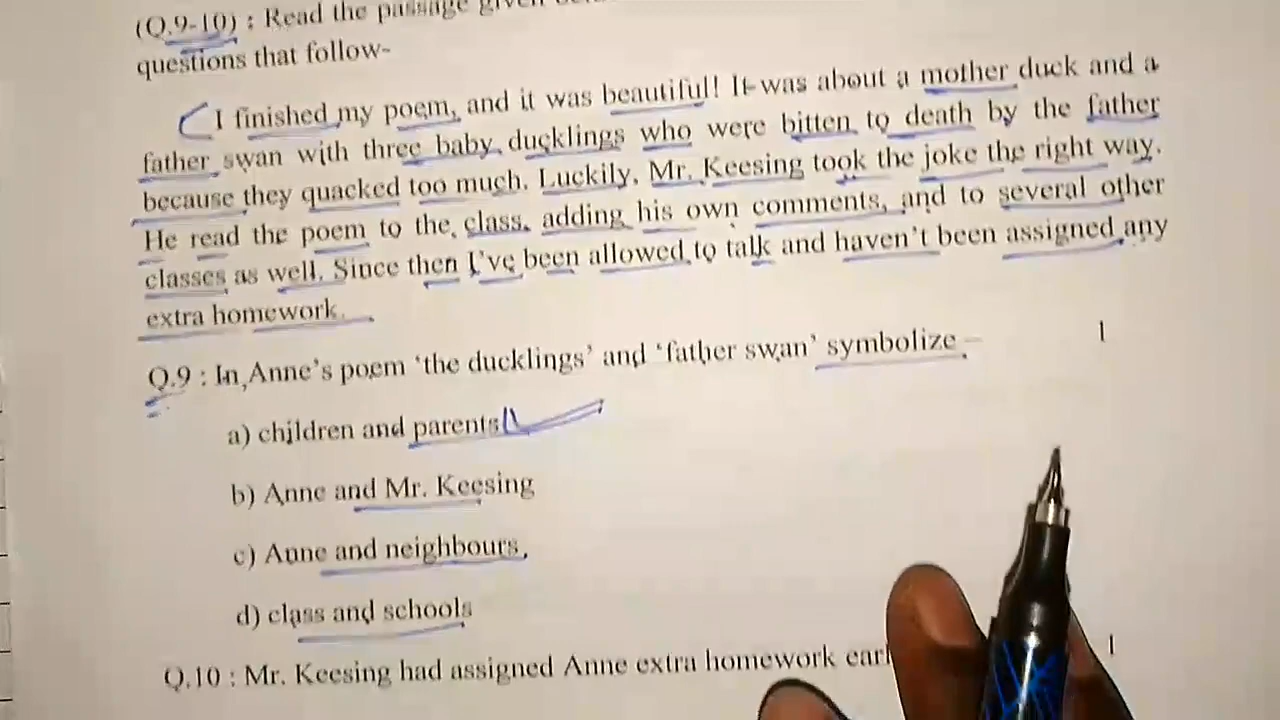 (Q.9-10) : Read the passage given
questions that follow-
I finished my poem, and it was beautiful! It was about a mother duck and a
father swan with three baby ducklings who were bitten to death by the father
because they quacked too much. Luckily, Mr. Keesing took the joke the right way.
He read the poem to the class, adding his own comments, and to several other
classes as well. Since then I've been allowed to talk and haven't been assigned any
extra homework.
Q.9 : In Anne's poem 'the ducklings' and 'father swan' symbolize – 1
a) children and parents
b) Anne and Mr. Keesing
c) Anne and neighbours
d) class and schools
Q.10 : Mr. Keesing had assigned Anne extra homework 1